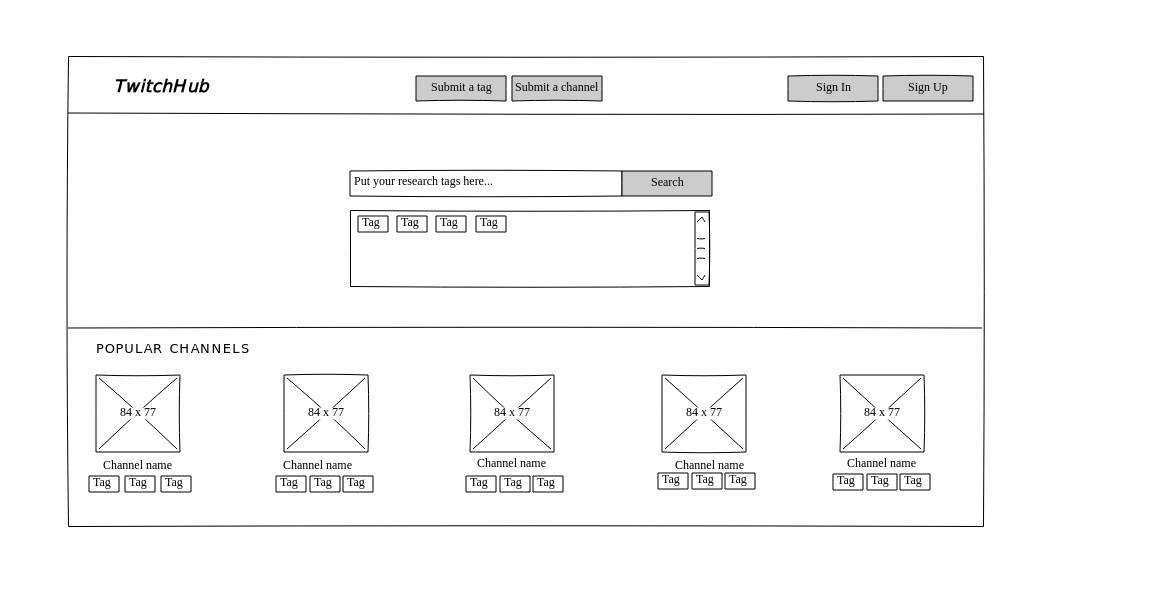 TwitchHub
Submit a tag Submit a channel
Sign In Sign Up
Put your research tags here... Search
Tag Tag Tag Tag
POPULAR CHANNELS
84 x 77 84 x 77 84 x 77 84 x 77 84 x 77
Channel name Channel name Channel name Channel name Channel name
Tag Tag Tag Tag Tag Tag Tag Tag Tag Tag Tag Tag Tag Tag Tag